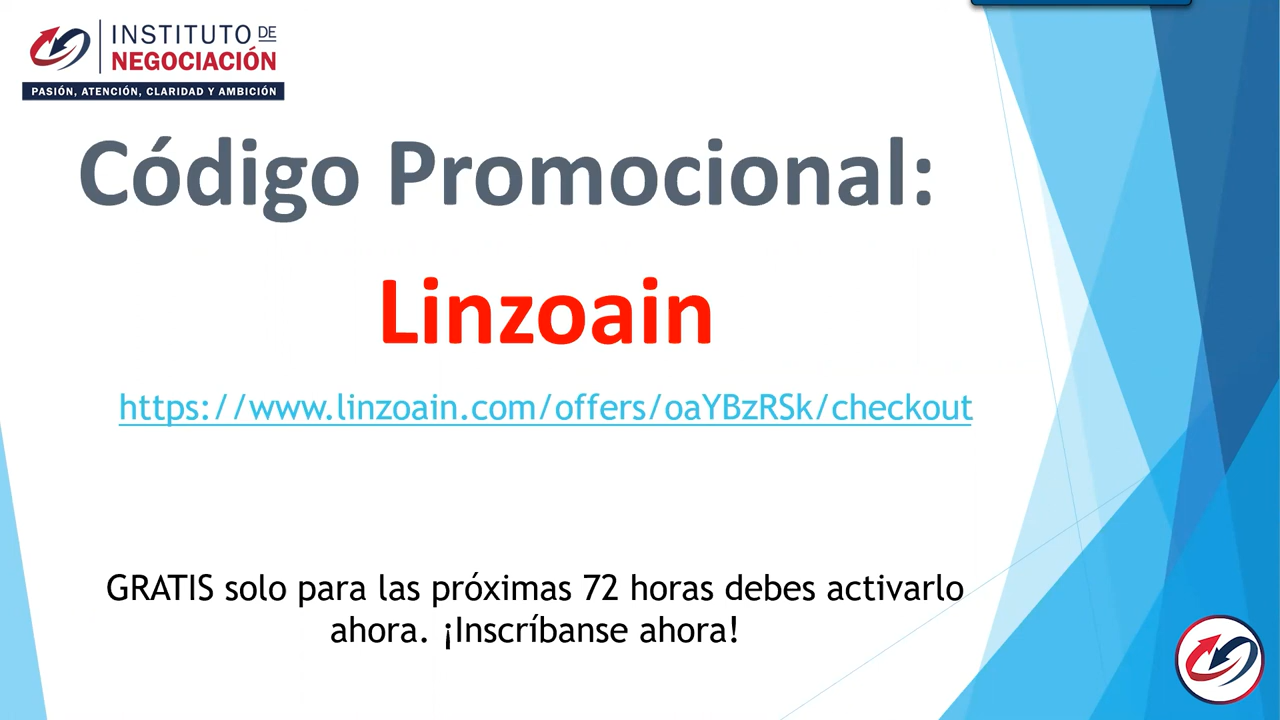 INSTITUTO DE
NEGOCIACIÓN
PASIÓN, ATENCIÓN, CLARIDAD Y AMBICIÓN
Código Promocional:
Linzoain
https://www.linzoain.com/offers/oaYBzRSk/checkout
GRATIS solo para las próximas 72 horas debes activarlo
ahora. ¡Inscríbanse ahora!